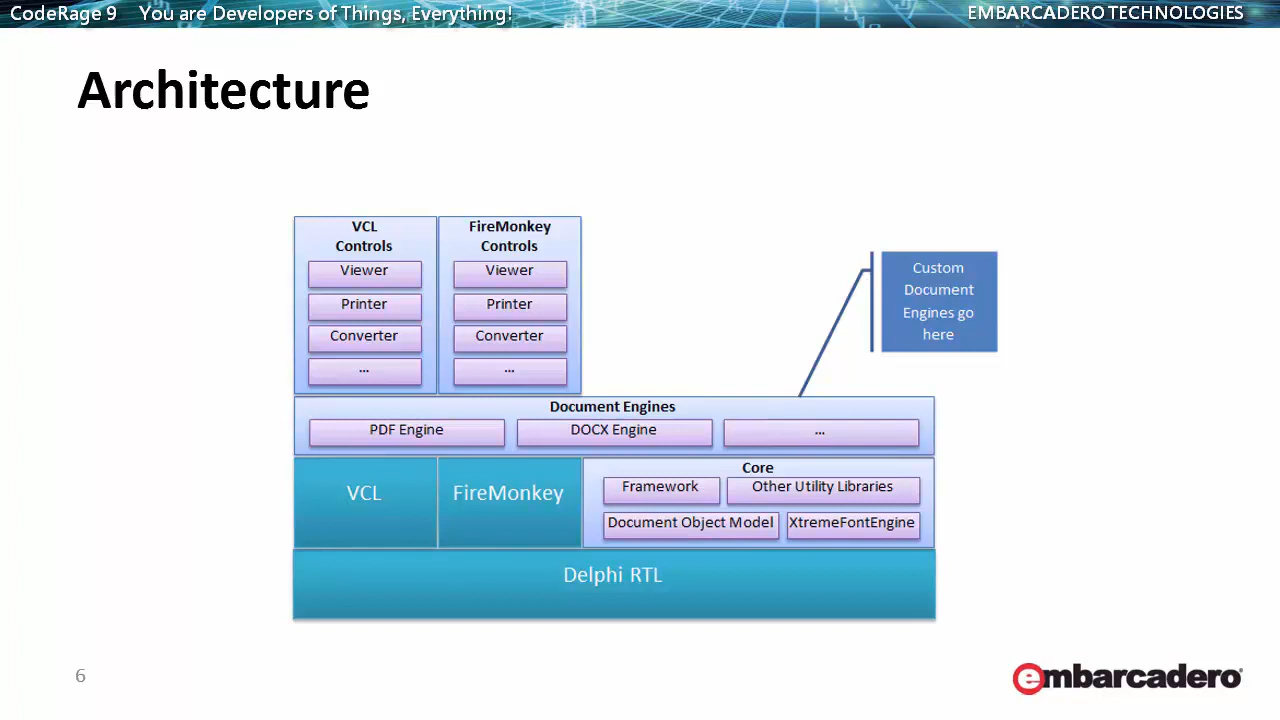 CodeRage 9 You are Developers of Things, Everything!
EMBARCADERO TECHNOLOGIES
Architecture
VCL
Controls
Viewer
Printer
Converter
...
FireMonkey
Controls
Viewer
Printer
Converter
...
Custom
Document
Engines go
here
Document Engines
PDF Engine
DOCX Engine
...
VCL
FireMonkey
Core
Framework
Other Utility Libraries
Document Object Model
XtremeFontEngine
Delphi RTL
6
embarcadero